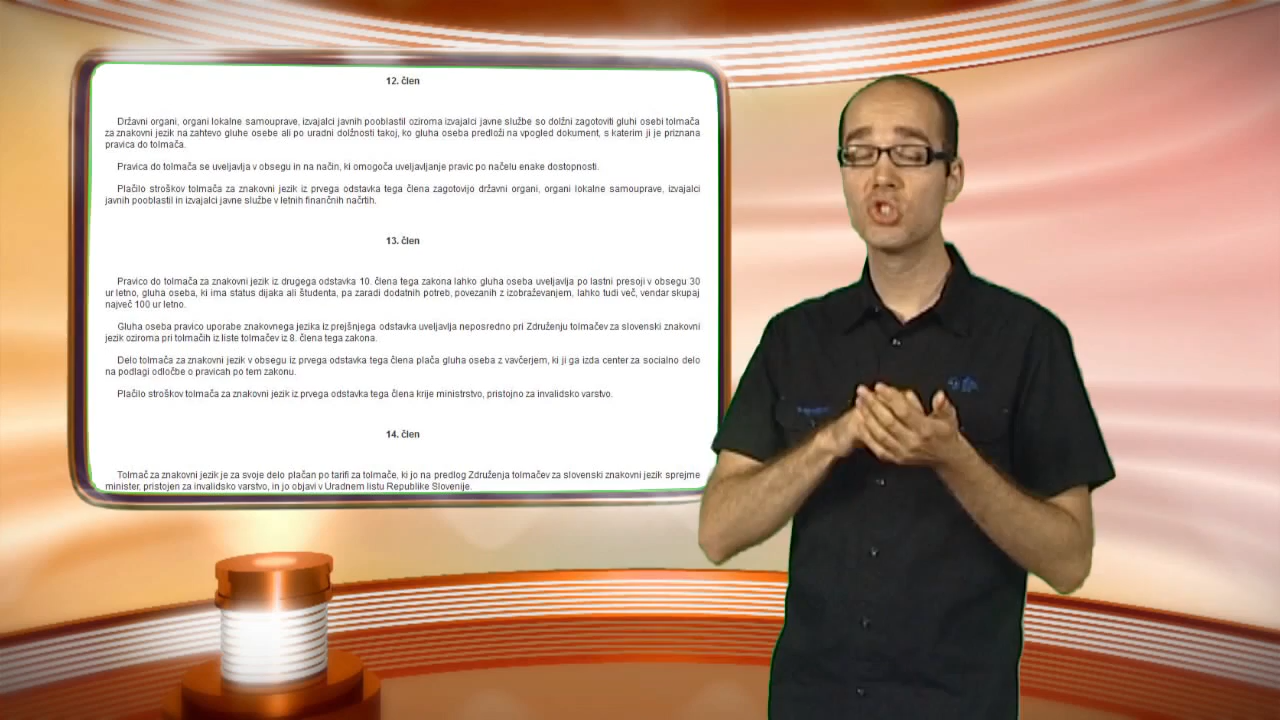 12. člen
Državni organi, organi lokalne samouprave, izvajalci javnih pooblastil oziroma izvajalci javne službe so dolžni zagotoviti gluhi osebi tolmača
za znakovni jezik na zahtevo gluhe osebe ali po uradni dolžnosti takoj, ko gluha oseba predloži na vpogled dokument, s katerim ji je priznana
pravica do tolmača.
Pravica do tolmača se uveljavlja v obsegu in na način, ki omogoča uveljavljanje pravic po načelu enake dostopnosti.
Plačilo stroškov tolmača za znakovni jezik iz prvega odstavka tega člena zagotovijo državni organi, organi lokalne samouprave, izvajalci
javnih pooblastil in izvajalci javne službe v letnih finančnih načrtih.
13. člen
Pravico do tolmača za znakovni jezik iz drugega odstavka 10. člena tega zakona lahko gluha oseba uveljavlja po lastni presoji v obsegu 30
ur letno, gluha oseba, ki ima status dijaka ali študenta, pa zaradi dodatnih potreb, povezanih z izobraževanjem, lahko tudi več, vendar skupaj
največ 100 ur letno.
Gluha oseba pravico uporabe znakovnega jezika iz prejšnjega odstavka uveljavlja neposredno pri Združenju tolmačev za slovenski znakovni
jezik oziroma pri tolmačih iz liste tolmačev iz 8. člena tega zakona.
Delo tolmača za znakovni jezik v obsegu iz prvega odstavka tega člena plača gluha oseba z vavčerjem, ki ji ga izda center za socialno delo
na podlagi odločbe o pravicah po tem zakonu.
Plačilo stroškov tolmača za znakovni jezik iz prvega odstavka tega člena krije ministrstvo, pristojno za invalidsko varstvo.
14. člen
Tolmač za znakovni jezik je za svoje delo plačan po tarifi za tolmače, ki jo na predlog Združenja tolmačev za slovenski znakovni jezik sprejme
minister, pristojen za invalidsko varstvo, in jo objavi v Uradnem listu Republike Slovenije.